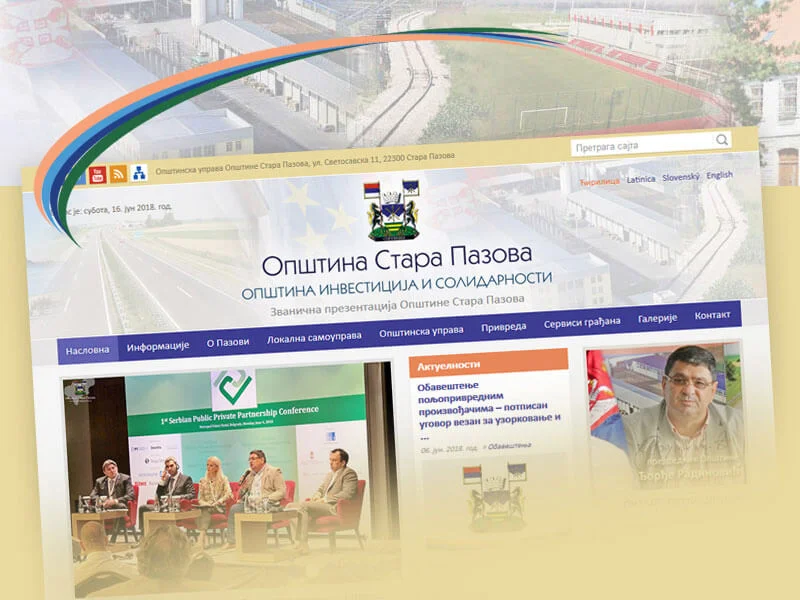 You
Tube
Општинска управа Општине Стара Пазова, ул. Светосавска 11, 22300 Стара Пазова
Претрага сајта
Ћирилица Latinica Slovenský English
с је: субота, 16. јун 2018. год.
Општина Стара Пазова
ОПШТИНА ИНВЕСТИЦИЈА И СОЛИДАРНОСТИ
Званична презентација Општине Стара Пазова
Насловна Информације О Пазови Локална самоуправа Општинска управа Привреда Сервиси грађана Галерије Контакт
1st Serbian Public Private Partnership Conference
Актуелности
Обавештење
пољопривредним
произвођачима – потписан
уговор везан за узорковање и
...
06. јун. 2018. год. Обавештења